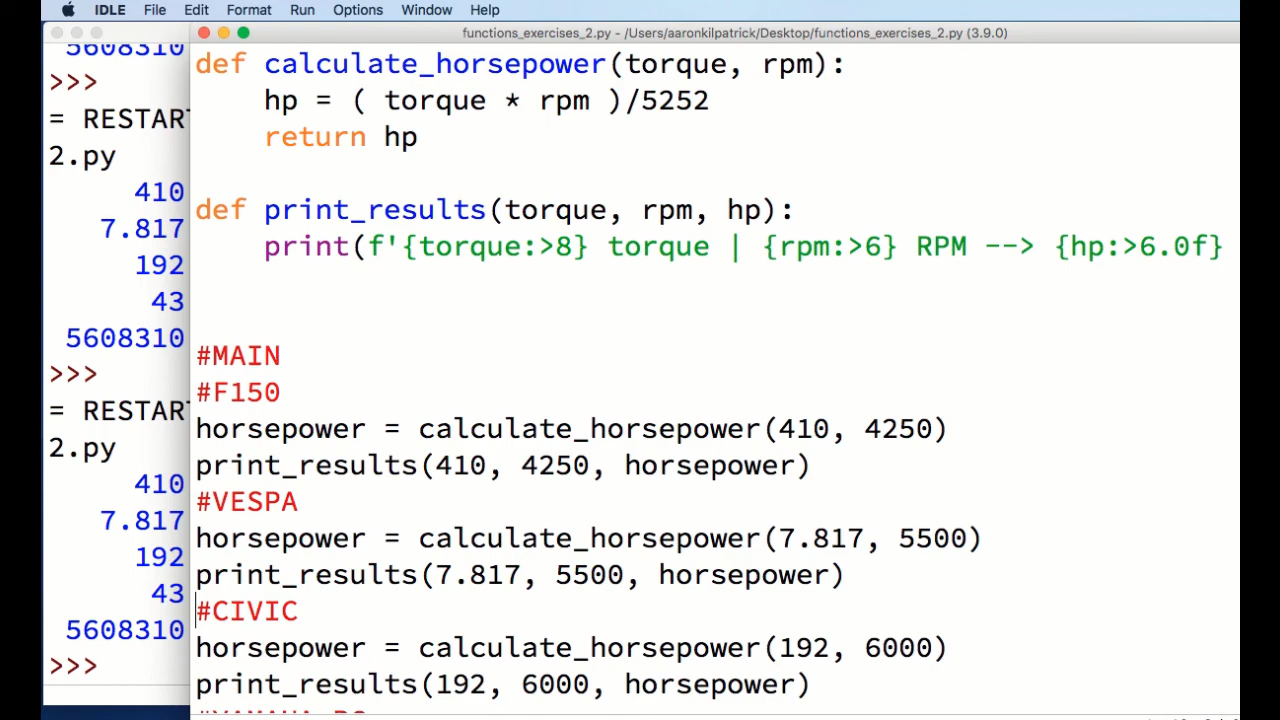 IDLE File Edit Format Run Options Window Help
functions_exercises_2.py - /Users/aaronkilpatrick/Desktop/functions_exercises_2.py (3.9.0)
5608310
>>>
= RESTART
2.py
410
7.817
192
43
5608310
>>>
= RESTART
2.py
410
7.817
192
43
5608310
>>>
def calculate_horsepower(torque, rpm):
    hp = ( torque * rpm )/5252
    return hp
def print_results(torque, rpm, hp):
    print(f'{torque:>8} torque | {rpm:>6} RPM --> {hp:>6.0f}
#MAIN
#F150
horsepower = calculate_horsepower(410, 4250)
print_results(410, 4250, horsepower)
#VESPA
horsepower = calculate_horsepower(7.817, 5500)
print_results(7.817, 5500, horsepower)
#CIVIC
horsepower = calculate_horsepower(192, 6000)
print_results(192, 6000, horsepower)